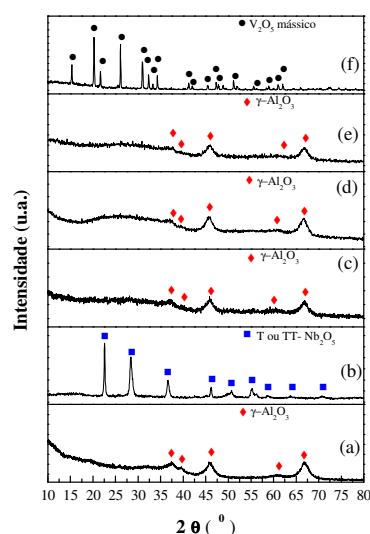 V₂O₅ mássico
(f)
γ–Al₂O₃
(e)
γ–Al₂O₃
(d)
γ–Al₂O₃
(c)
T ou TT- Nb₂O₅
(b)
γ–Al₂O₃
(a)
Intensidade (u.a.)
10 15 20 25 30 35 40 45 50 55 60 65 70 75 80
2 θ ( ⁰ )